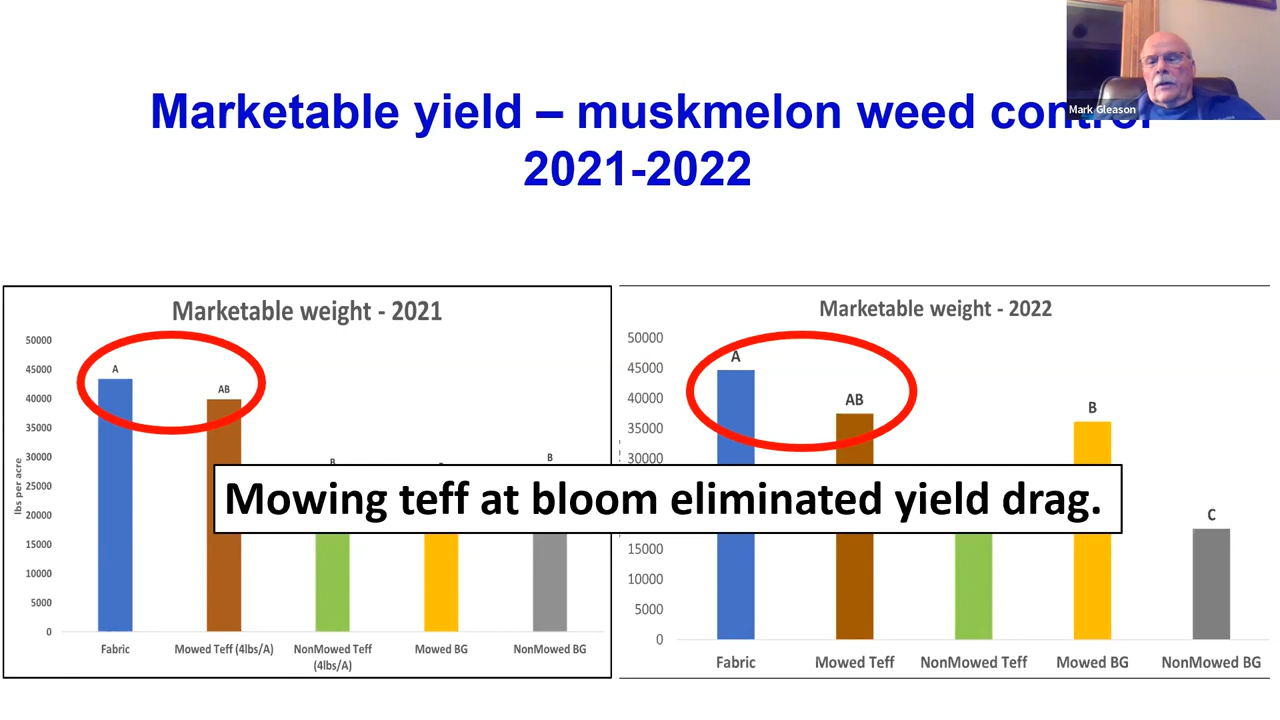 Mark Gleason
Marketable yield – muskmelon weed control
2021-2022
Marketable weight - 2021
50000
45000
40000
35000
30000
25000
20000
15000
10000
5000
0
lbs per acre
A
AB
B
B
Fabric
Mowed Teff (4lbs/A)
NonMowed Teff
(4lbs/A)
Mowed BG
NonMowed BG
Marketable weight - 2022
50000
45000
40000
35000
30000
15000
10000
5000
0
A
AB
B
C
Fabric
Mowed Teff
NonMowed Teff
Mowed BG
NonMowed BG
Mowing teff at bloom eliminated yield drag.